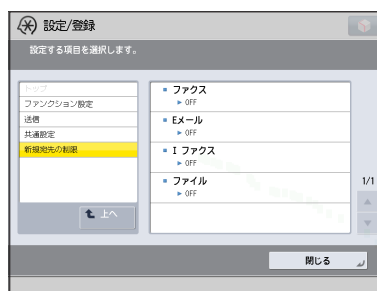 設定/登録
設定する項目を選択します。
トップ
ファンクション設定
送信
共通設定
新規宛先の制限
上へ
ファクス
OFF
Eメール
OFF
I ファクス
OFF
ファイル
OFF
1/1
閉じる